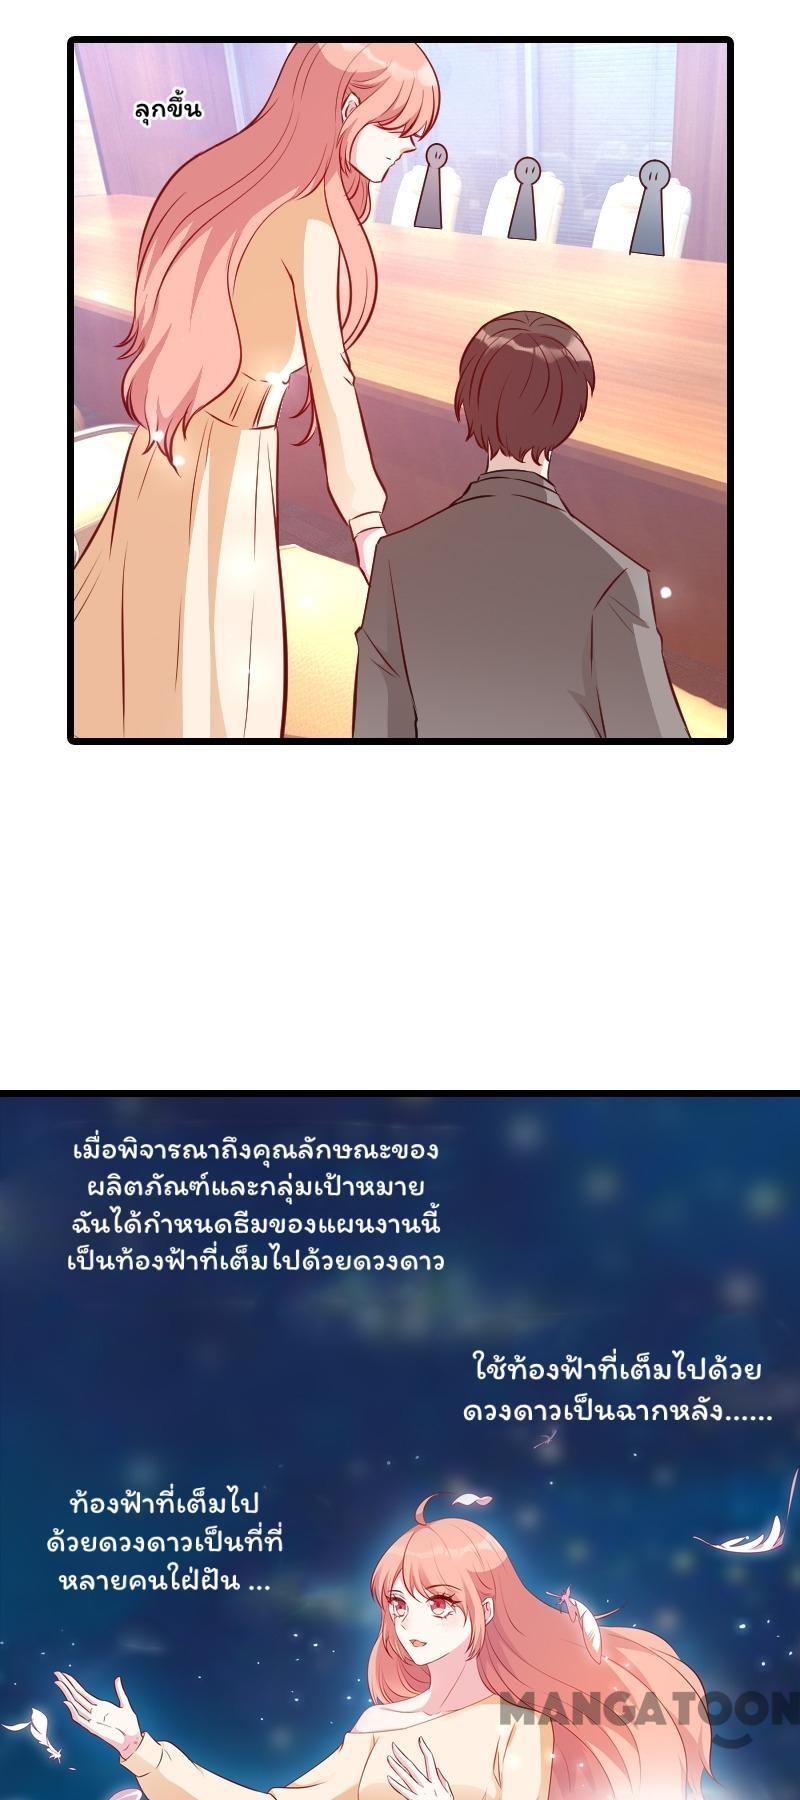 ลุกขึ้น
เมื่อพิจารณาถึงคุณลักษณะของ
ผลิตภัณฑ์และกลุ่มเป้าหมาย
ฉันได้กำหนดธีมของแผนงานนี้
เป็นท้องฟ้าที่เต็มไปด้วยดวงดาว
ใช้ท้องฟ้าที่เต็มไปด้วย
ดวงดาวเป็นฉากหลัง......
ท้องฟ้าที่เต็มไป
ด้วยดวงดาวเป็นที่ที่
หลายคนใฝ่ฝัน ...
MANGATOON